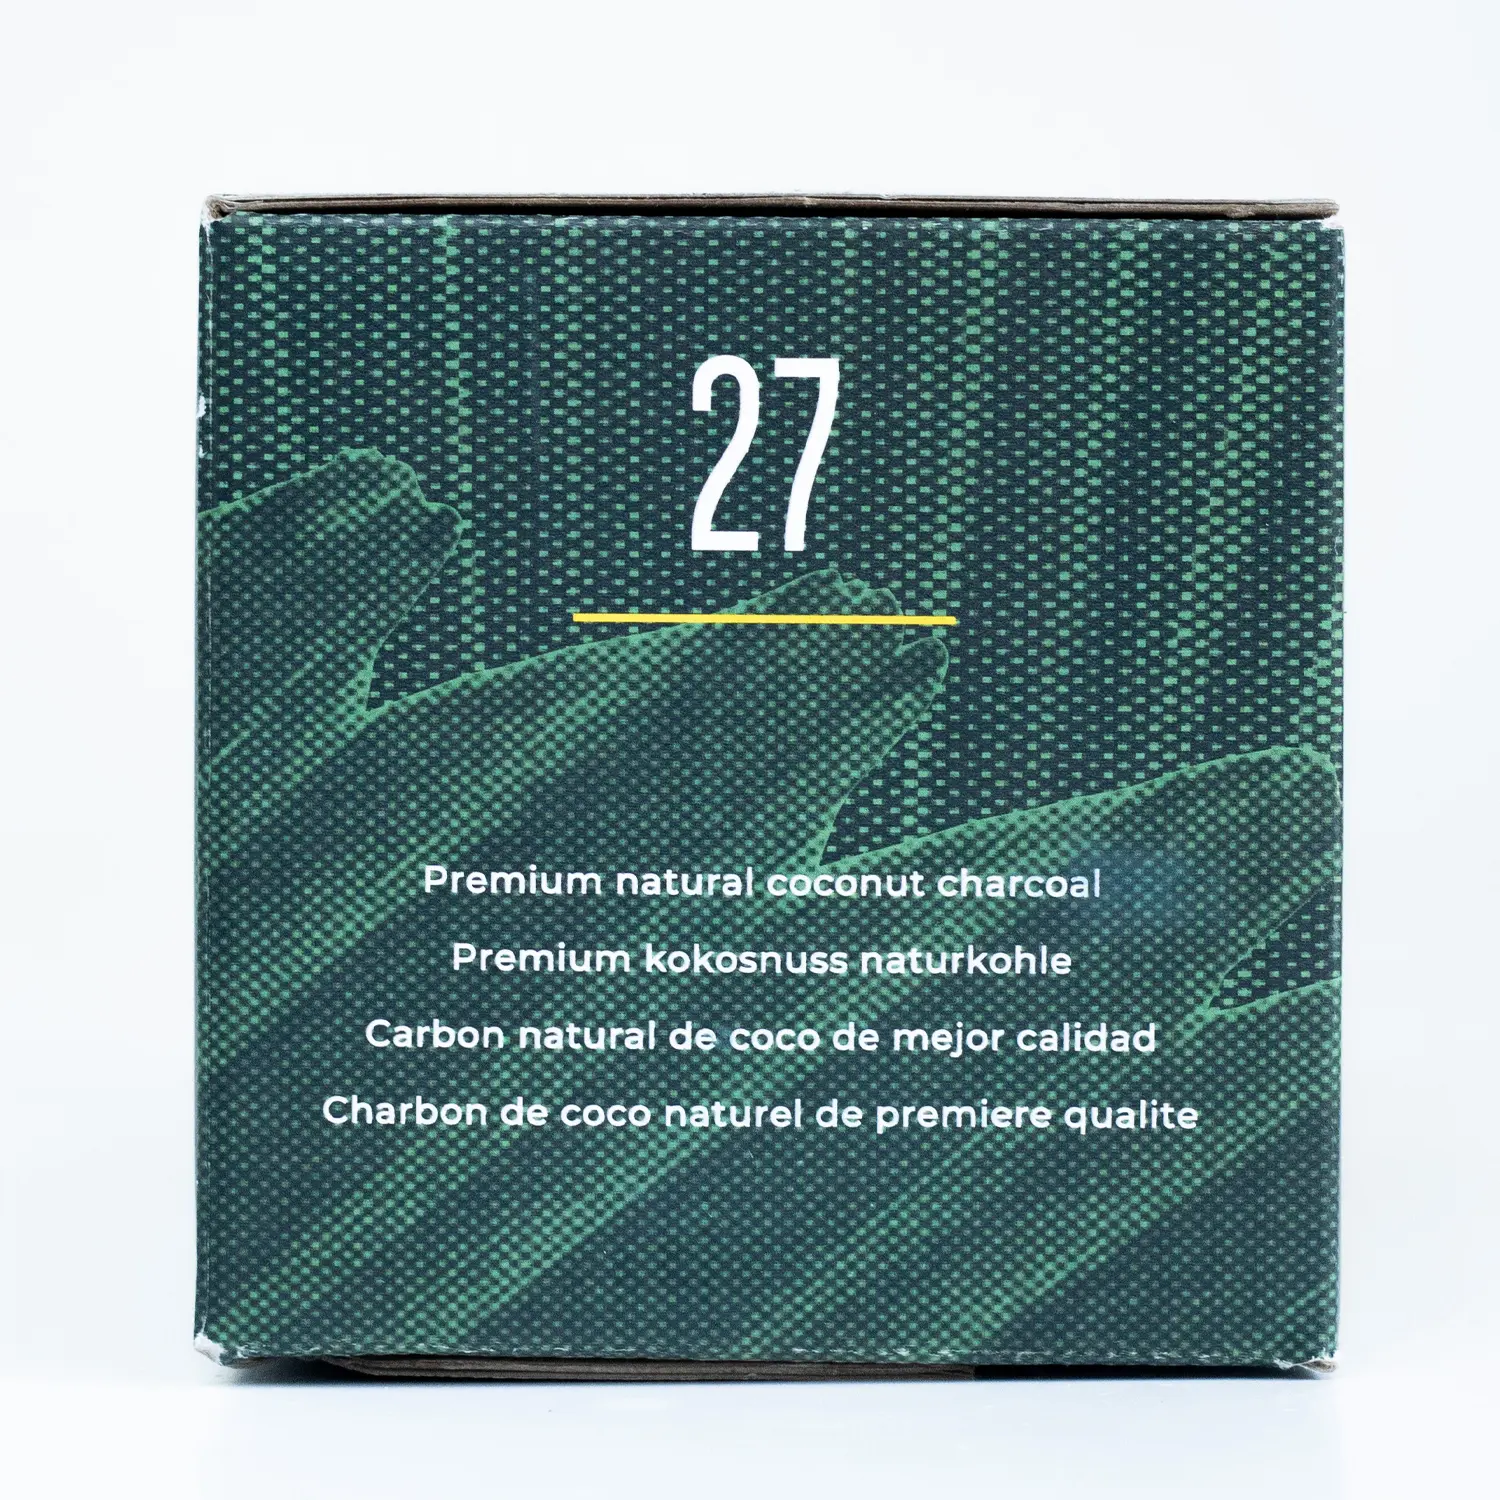 27
Premium natural coconut charcoal
Premium kokosnuss naturkohle
Carbon natural de coco de mejor calidad
Charbon de coco naturel de premiere qualite